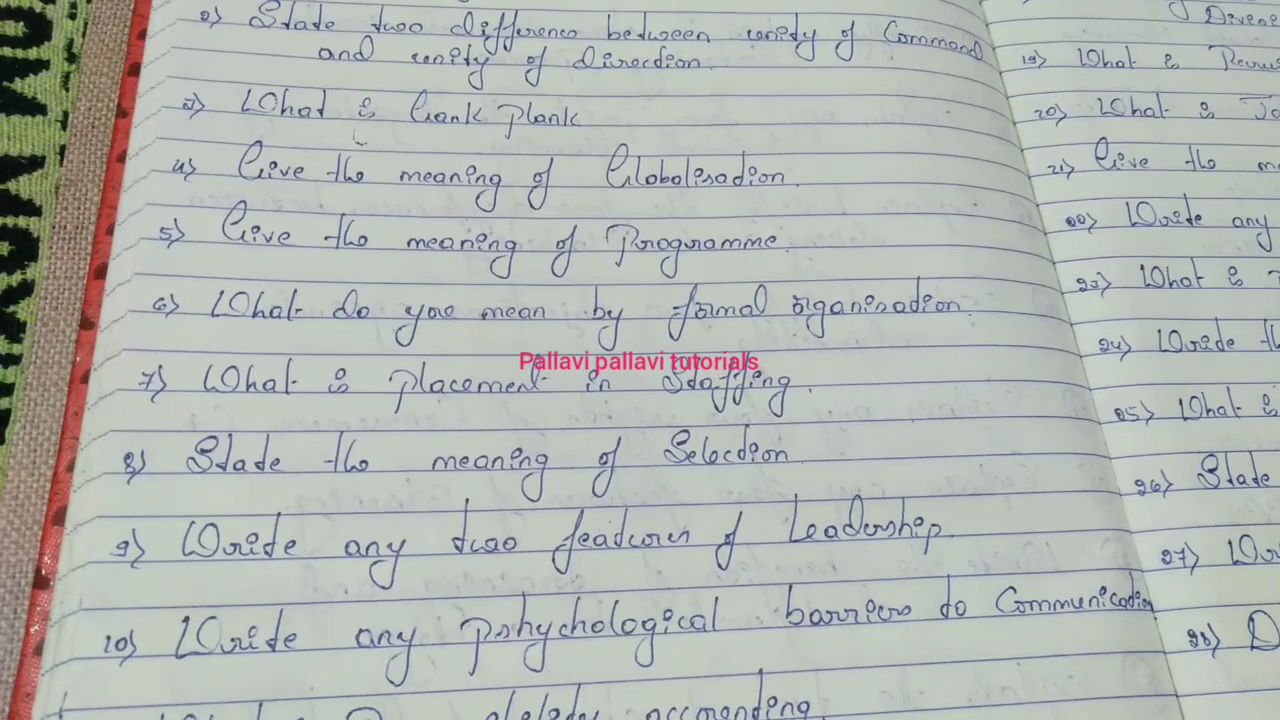 2) State two difference between unity of Command
and unity of direction.
3) What is Gank Plank
4) Give the meaning of Globalisation.
5) Give the meaning of Programme.
6) What do you mean by formal organisation.
Pallavi pallavi tutorials
7) What is Placement in Staffing.
8) State the meaning of Selection
9) Write any two features of Leadership.
10) Write any Pshychological barriers to Communication
19) What is
20) What is
21) Give the
22) Write any
23) What is
24) Write
25) What is
26) State
27)
28)